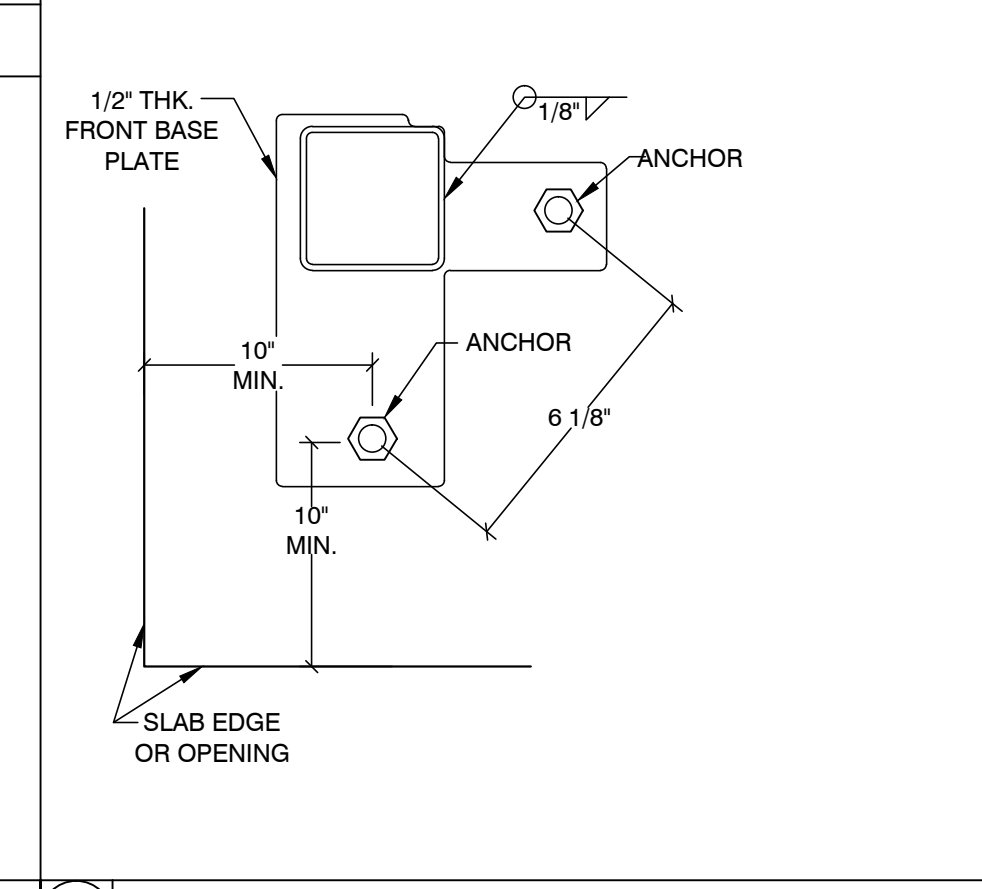 1/2" THK.
FRONT BASE
PLATE
1/8"
ANCHOR
10"
MIN.
ANCHOR
6 1/8"
10"
MIN.
SLAB EDGE
OR OPENING